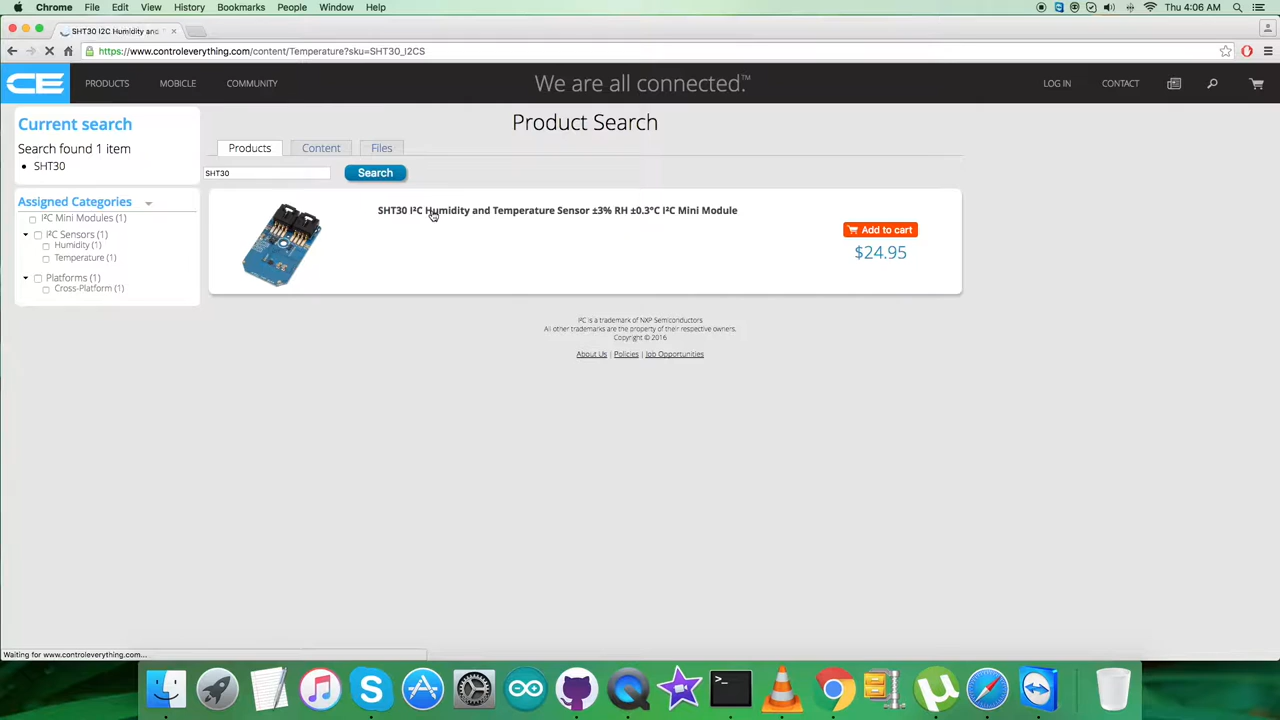 Chrome File Edit View History Bookmarks People Window Help Thu 4:06 AM
SHT30 I2C Humidity and
https://www.controleverything.com/content/Temperature?sku=SHT30_I2CS
CE PRODUCTS MOBICLE COMMUNITY We are all connected.™ LOG IN CONTACT
Current search
Search found 1 item
SHT30
Assigned Categories
I²C Mini Modules (1)
I²C Sensors (1)
Humidity (1)
Temperature (1)
Platforms (1)
Cross-Platform (1)
Product Search
Products Content Files
SHT30 Search
SHT30 I²C Humidity and Temperature Sensor ±3% RH ±0.3°C I²C Mini Module
Add to cart
$24.95
I²C is a trademark of NXP Semiconductors
All other trademarks are the property of their respective owners.
Copyright © 2016
About Us | Policies | Job Opportunities
Waiting for www.controleverything.com...